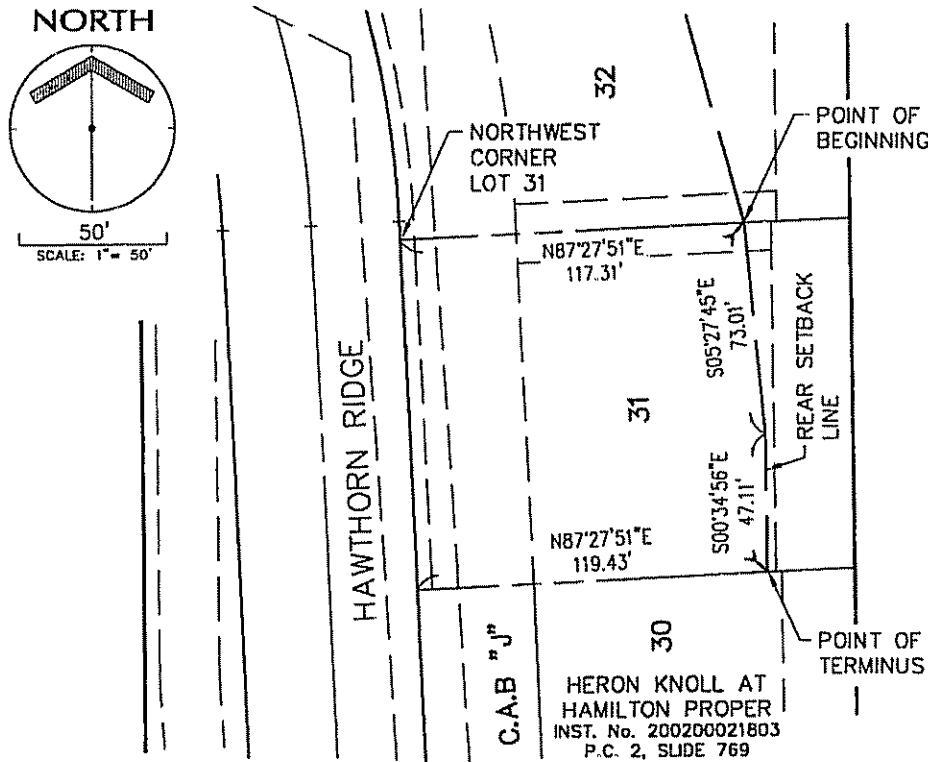 NORTH
50'
SCALE: 1"= 50'
NORTHWEST
CORNER
LOT 31
32
POINT OF
BEGINNING
N87°27'51"E
117.31'
S05°27'45"E
73.01'
REAR SETBACK
LINE
31
HAWTHORN RIDGE
S00°34'56"E
47.11'
N87°27'51"E
119.43'
C.A.B "J"
30
POINT OF
TERMINUS
HERON KNOLL AT
HAMILTON PROPER
INST. No. 200200021803
P.C. 2, SLIDE 769